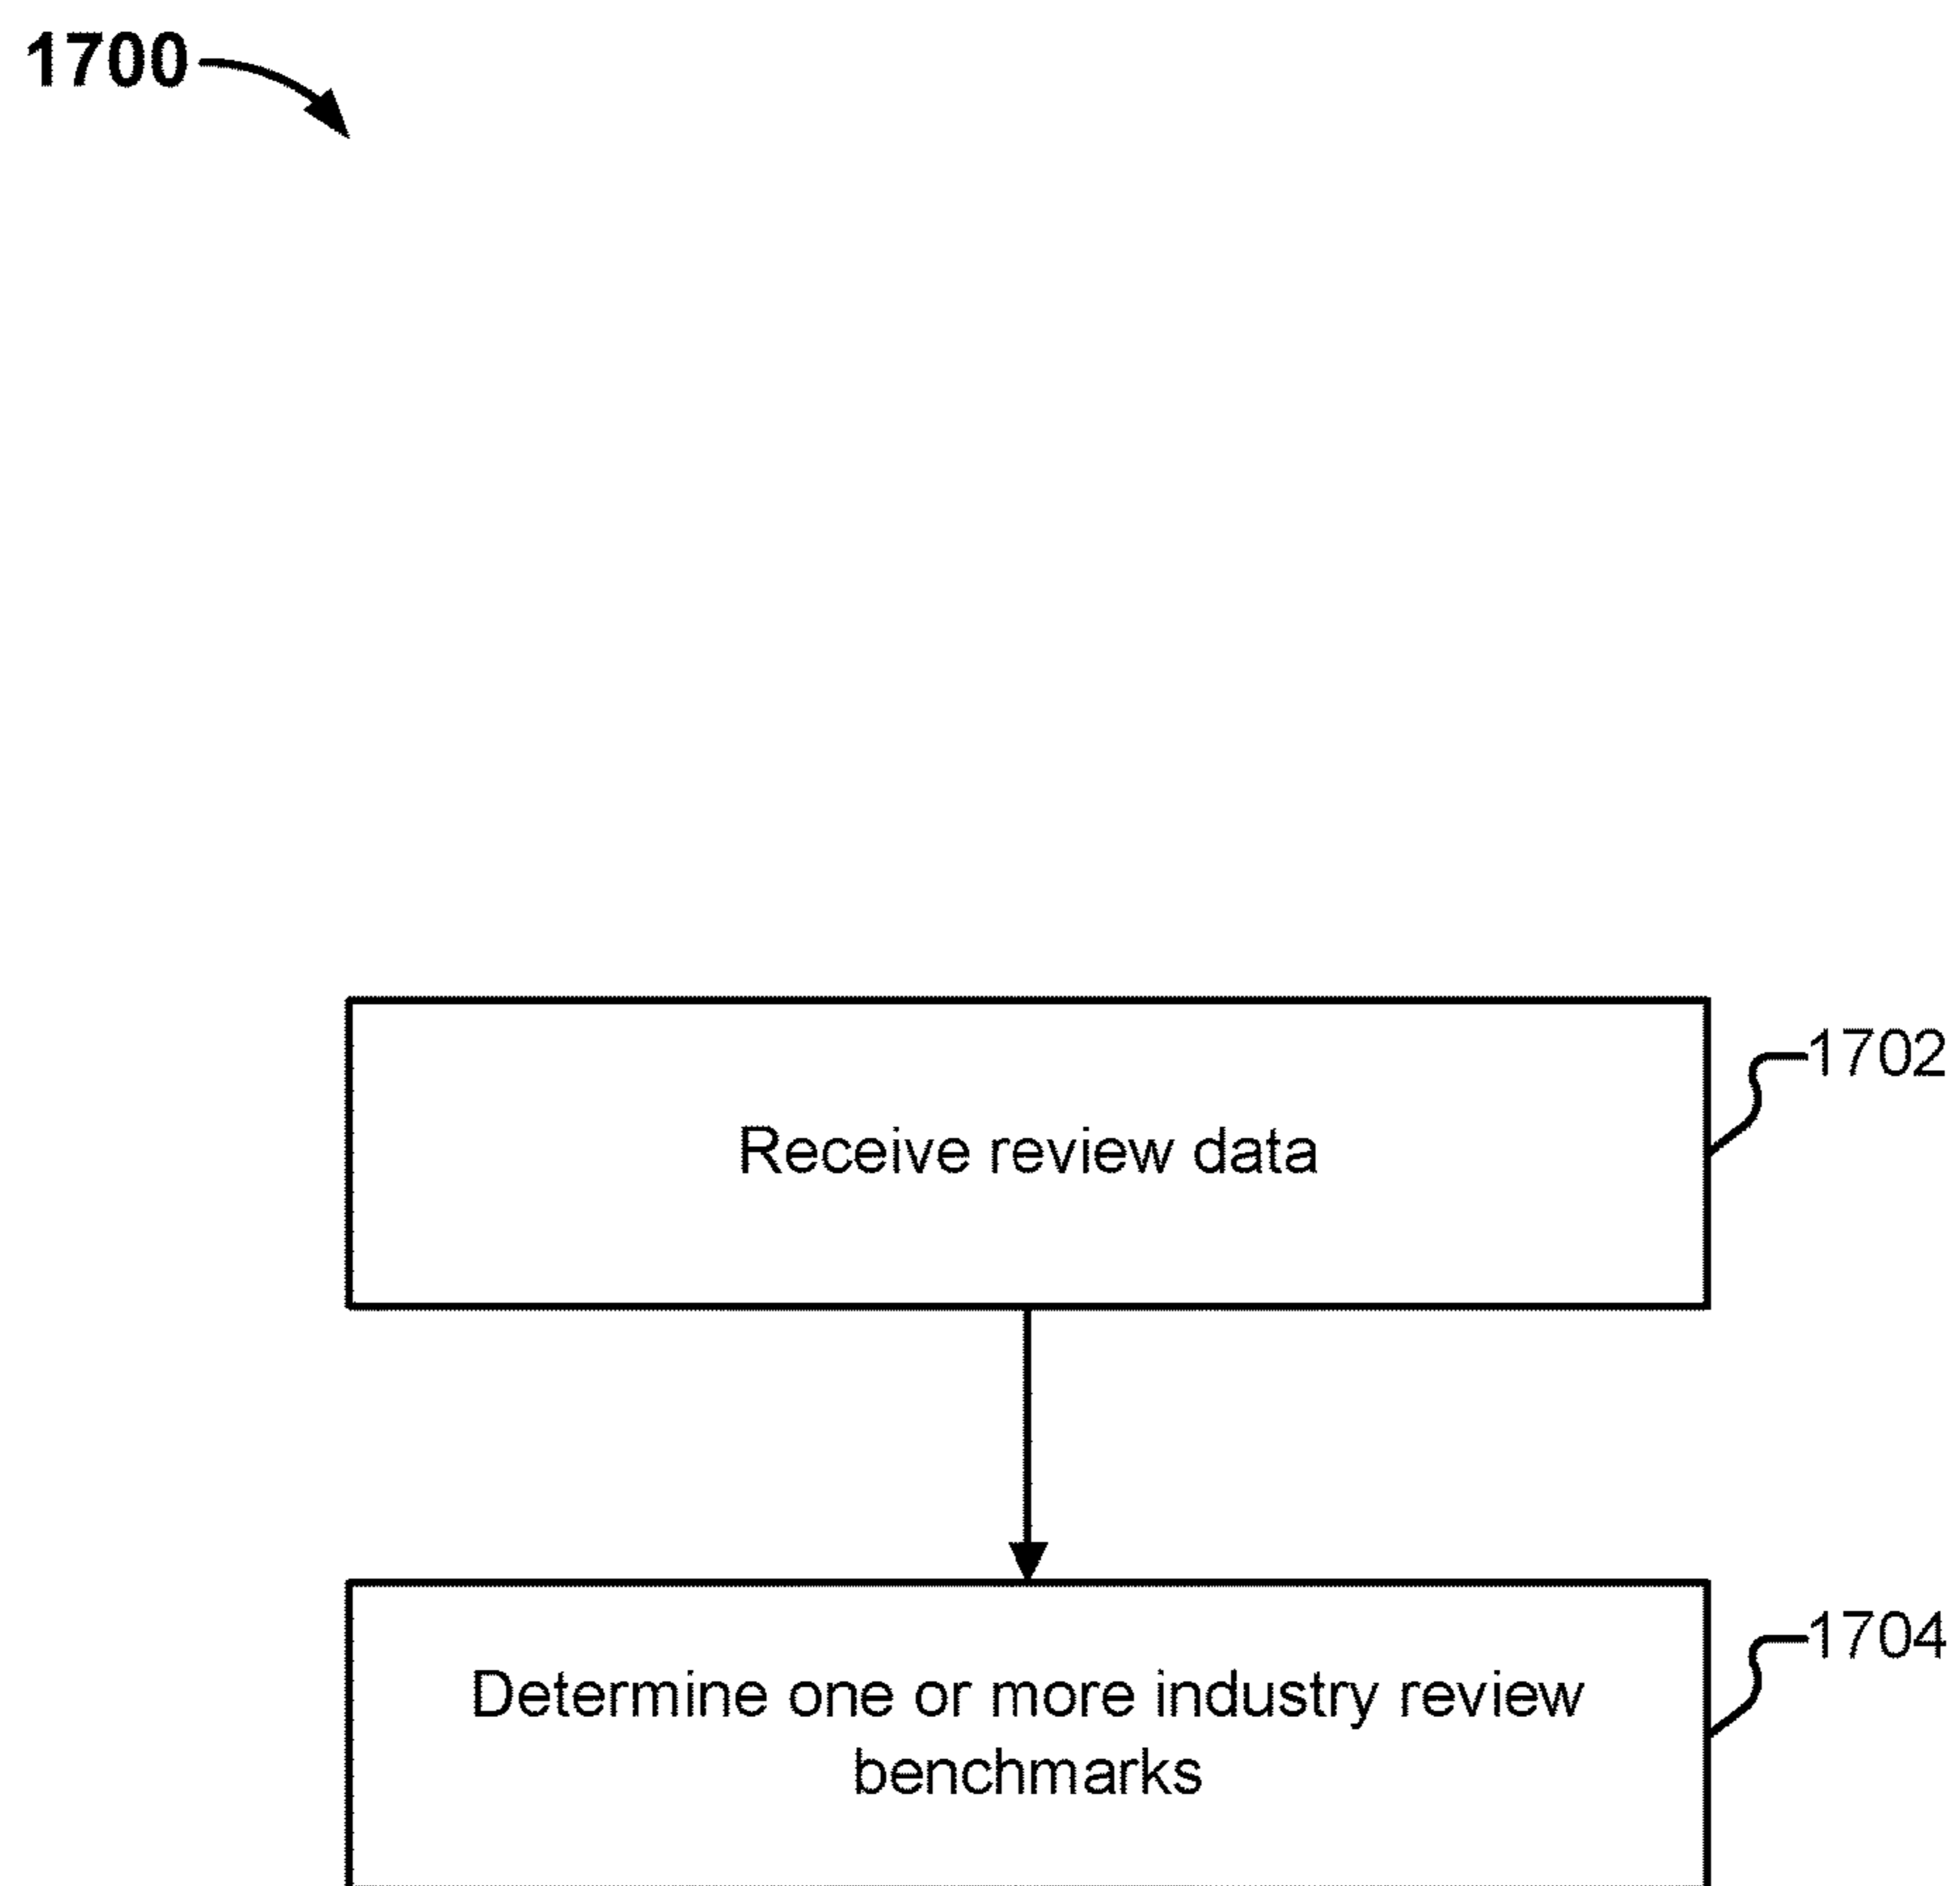 1700
1702
Receive review data
1704
Determine one or more industry review
benchmarks